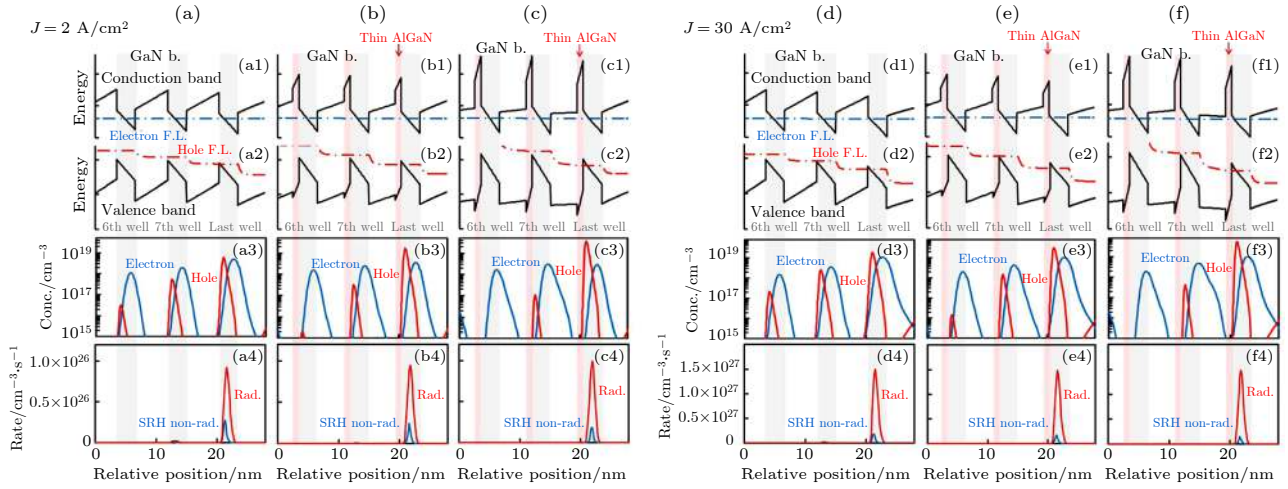 (a) (b) (c) (d) (e) (f)
J = 2 A/cm² J = 30 A/cm²
Thin AlGaN Thin AlGaN Thin AlGaN Thin AlGaN
GaN b. (a1) GaN b. (b1) GaN b. (c1) GaN b. (d1) GaN b. (e1) GaN b. (f1)
Energy Conduction band Energy Conduction band
Electron F.L. Electron F.L.
Energy Hole F.L. (a2) (b2) (c2) Energy Hole F.L. (d2) (e2) (f2)
Valence band Valence band
6th well 7th well Last well 6th well 7th well Last well 6th well 7th well Last well 6th well 7th well Last well 6th well 7th well Last well 6th well 7th well Last well
10¹⁹ (a3) (b3) (c3) 10¹⁹ (d3) (e3) (f3)
Electron Electron Electron Electron Electron Electron
Conc./cm⁻³ Hole Hole Hole Conc./cm⁻³ Hole Hole Hole
10¹⁷ 10¹⁷
10¹⁵ 10¹⁵
Rate/cm⁻³·s⁻¹ (a4) (b4) (c4) Rate/cm⁻³·s⁻¹ (d4) (e4) (f4)
1.0×10²⁶ 1.5×10²⁷
Rad. Rad. Rad. 1.0×10²⁷ Rad. Rad. Rad.
0.5×10²⁶ 0.5×10²⁷
SRH non-rad. SRH non-rad. SRH non-rad. SRH non-rad. SRH non-rad. SRH non-rad.
0 0
0 10 20 0 10 20 0 10 20 0 10 20 0 10 20 0 10 20
Relative position/nm Relative position/nm Relative position/nm Relative position/nm Relative position/nm Relative position/nm